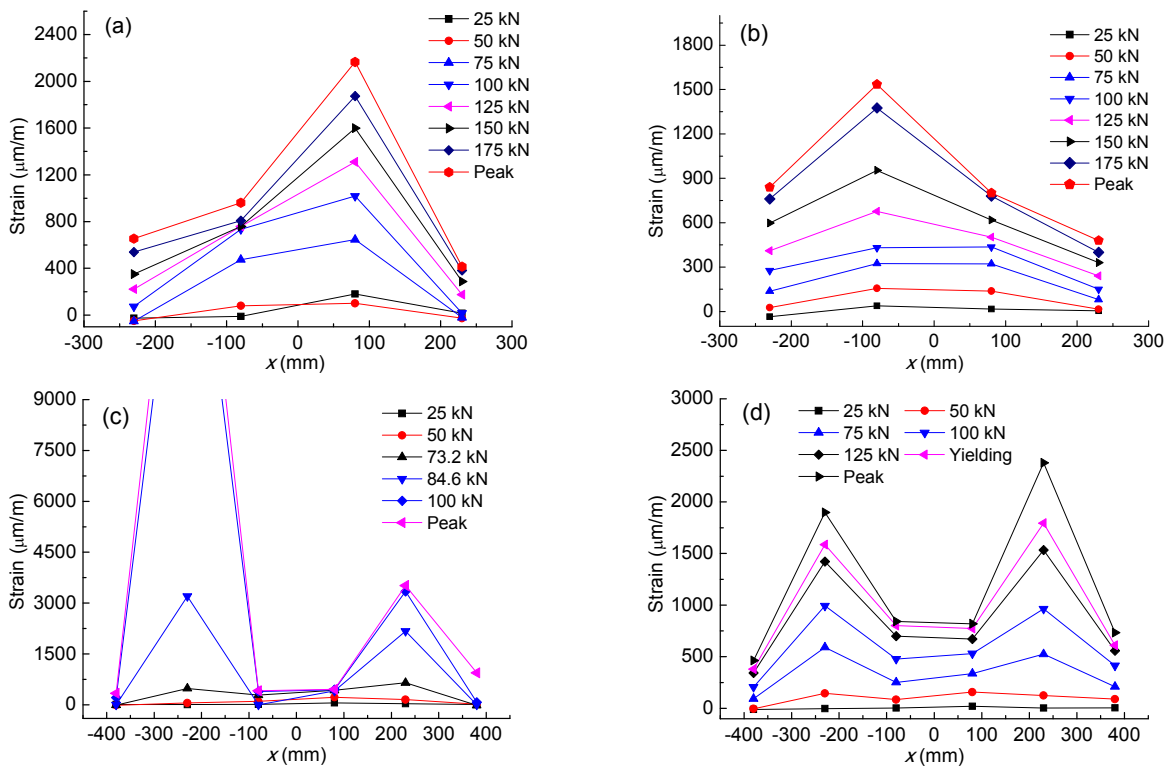 (a)
25 kN
50 kN
75 kN
100 kN
125 kN
150 kN
175 kN
Peak
2400
2000
1600
1200
800
400
0
Strain (μm/m)
-300 -200 -100 0 100 200 300
x (mm)
(b)
25 kN
50 kN
75 kN
100 kN
125 kN
150 kN
175 kN
Peak
1800
1500
1200
900
600
300
0
Strain (μm/m)
-300 -200 -100 0 100 200 300
x (mm)
(c)
25 kN
50 kN
73.2 kN
84.6 kN
100 kN
Peak
9000
7500
6000
4500
3000
1500
0
Strain (μm/m)
-400 -300 -200 -100 0 100 200 300 400
x (mm)
(d)
25 kN 50 kN
75 kN 100 kN
125 kN Yielding
Peak
3000
2500
2000
1500
1000
500
0
Strain (μm/m)
-400 -300 -200 -100 0 100 200 300 400
x (mm)